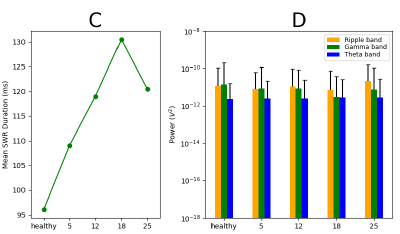 C
Mean SWR Duration (ms)
130
125
120
115
110
105
100
95
healthy 5 12 18 25
D
Power (V²)
10⁻⁸
10⁻¹⁰
10⁻¹²
10⁻¹⁴
10⁻¹⁶
10⁻¹⁸
Ripple band
Gamma band
Theta band
healthy 5 12 18 25